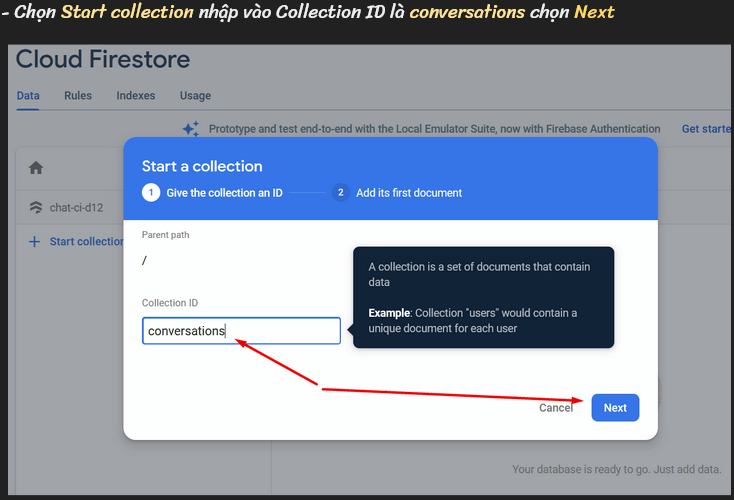 - Chọn Start collection nhập vào Collection ID là conversations chọn Next
Cloud Firestore
Data Rules Indexes Usage
Prototype and test end-to-end with the Local Emulator Suite, now with Firebase Authentication Get starte
Start a collection
1 Give the collection an ID 2 Add its first document
chat-ci-d12
Start collection
Parent path
/
Collection ID
conversations
A collection is a set of documents that contain
data
Example: Collection "users" would contain a
unique document for each user
Cancel Next
Your database is ready to go. Just add data.